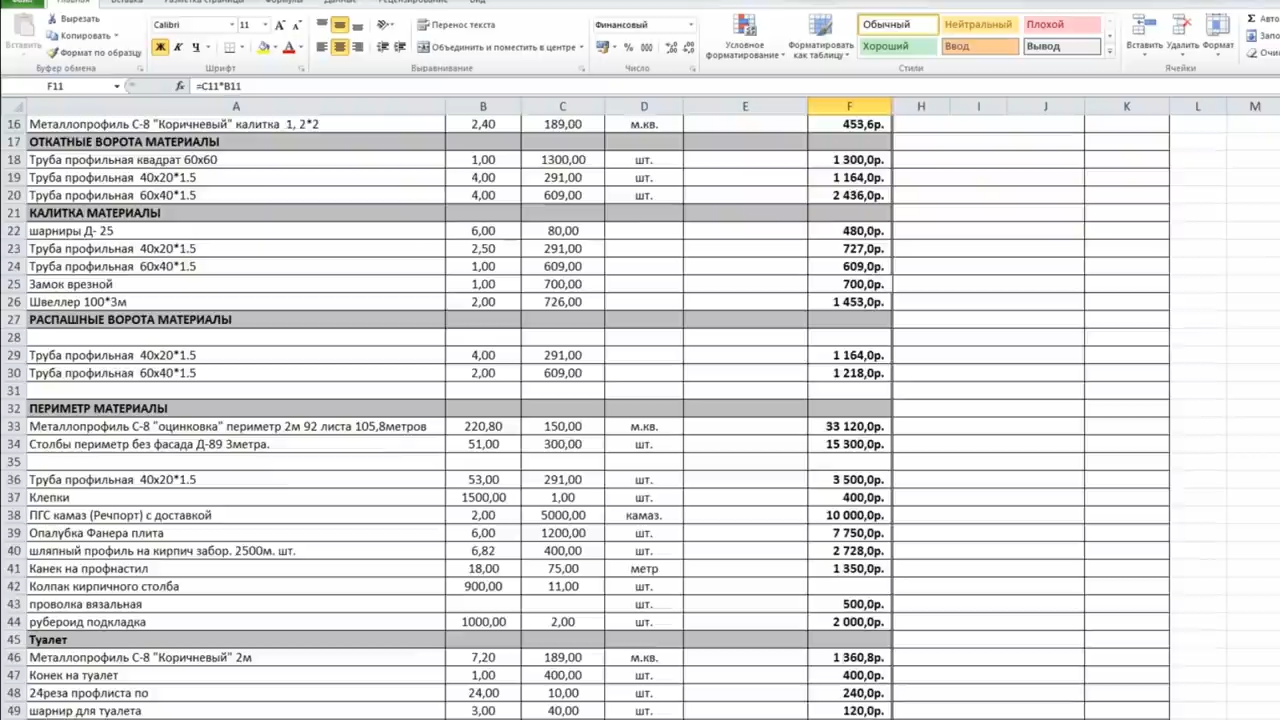 Вырезать
Копировать
Формат по образцу
Вставить
Буфер обмена
Calibri 11
Ж К Ч
Шрифт
Перенос текста
Объединить и поместить в центре
Выравнивание
Финансовый
% 000
Число
Условное форматирование
Форматировать как таблицу
Обычный Нейтральный Плохой
Хороший Ввод Вывод
Стили
Вставить Удалить Формат
Ячейки
F11 fx =C11*B11
A B C D E F H I J K L M
16 Металлопрофиль С-8 "Коричневый" калитка 1, 2*2 2,40 189,00 м.кв. 453,6р.
17 ОТКАТНЫЕ ВОРОТА МАТЕРИАЛЫ
18 Труба профильная квадрат 60х60 1,00 1300,00 шт. 1 300,0р.
19 Труба профильная 40х20*1.5 4,00 291,00 шт. 1 164,0р.
20 Труба профильная 60х40*1.5 4,00 609,00 шт. 2 436,0р.
21 КАЛИТКА МАТЕРИАЛЫ
22 шарниры Д- 25 6,00 80,00 480,0р.
23 Труба профильная 40х20*1.5 2,50 291,00 727,0р.
24 Труба профильная 60х40*1.5 1,00 609,00 609,0р.
25 Замок врезной 1,00 700,00 700,0р.
26 Швеллер 100*3м 2,00 726,00 1 453,0р.
27 РАСПАШНЫЕ ВОРОТА МАТЕРИАЛЫ
28
29 Труба профильная 40х20*1.5 4,00 291,00 1 164,0р.
30 Труба профильная 60х40*1.5 2,00 609,00 1 218,0р.
31
32 ПЕРИМЕТР МАТЕРИАЛЫ
33 Металлопрофиль С-8 "оцинковка" периметр 2м 92 листа 105,8метров 220,80 150,00 м.кв. 33 120,0р.
34 Столбы периметр без фасада Д-89 3метра. 51,00 300,00 шт. 15 300,0р.
35
36 Труба профильная 40х20*1.5 53,00 291,00 шт. 3 500,0р.
37 Клепки 1500,00 1,00 шт. 400,0р.
38 ПГС камаз (Речпорт) с доставкой 2,00 5000,00 камаз. 10 000,0р.
39 Опалубка Фанера плита 6,00 1200,00 шт. 7 750,0р.
40 шляпный профиль на кирпич забор. 2500м. шт. 6,82 400,00 шт. 2 728,0р.
41 Канек на профнастил 18,00 75,00 метр 1 350,0р.
42 Колпак кирпичного столба 900,00 11,00 шт.
43 проволка вязальная шт. 500,0р.
44 рубероид подкладка 1000,00 2,00 шт. 2 000,0р.
45 Туалет
46 Металлопрофиль С-8 "Коричневый" 2м 7,20 189,00 м.кв. 1 360,8р.
47 Конек на туалет 1,00 400,00 шт. 400,0р.
48 24реза профлиста по 24,00 10,00 шт. 240,0р.
49 шарнир для туалета 3,00 40,00 шт. 120,0р.